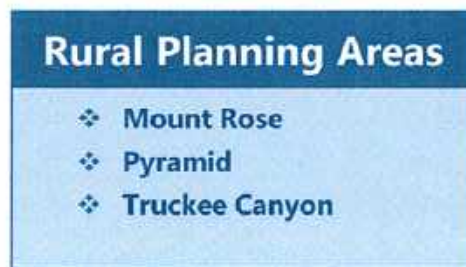 Rural Planning Areas
❖ Mount Rose
❖ Pyramid
❖ Truckee Canyon